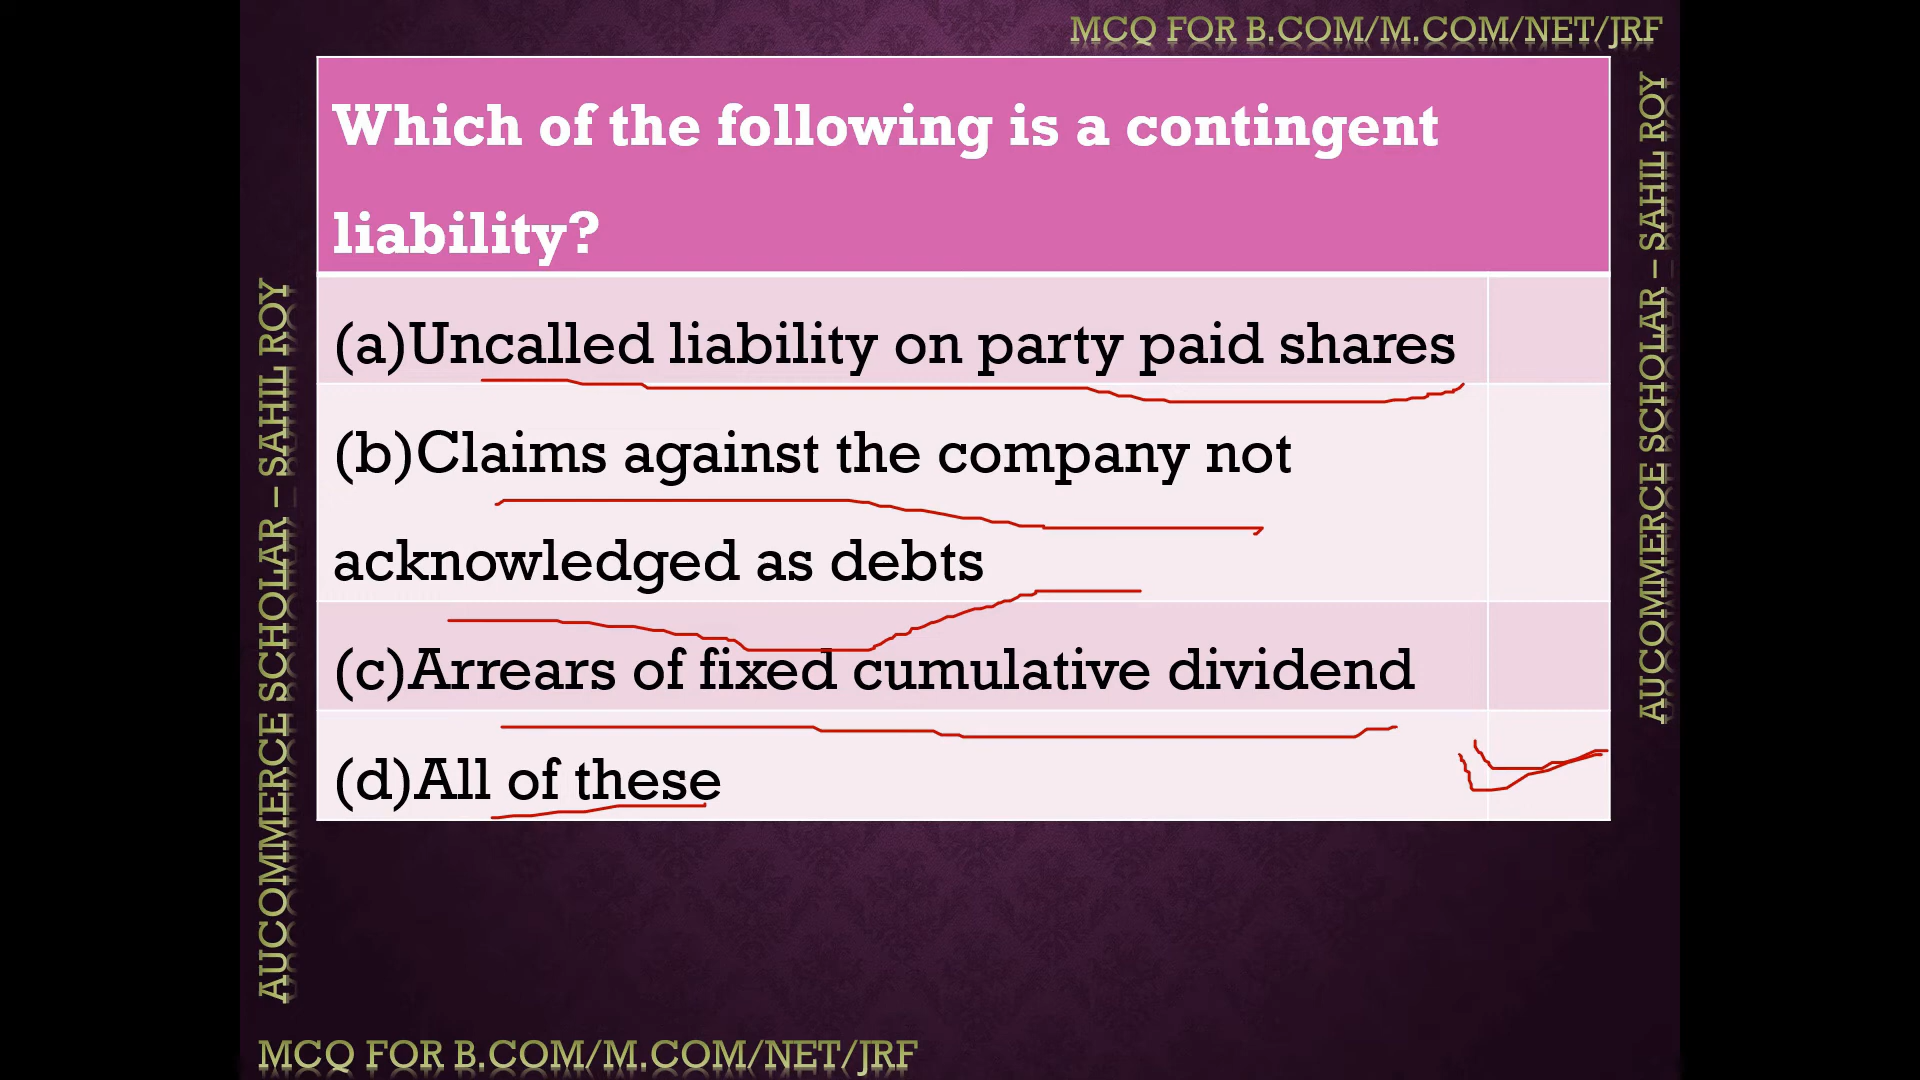 MCQ FOR B.COM/M.COM/NET/JRF
Which of the following is a contingent
liability?
(a)Uncalled liability on party paid shares
(b)Claims against the company not
acknowledged as debts
(c)Arrears of fixed cumulative dividend
(d)All of these
AUCOMMERCE SCHOLAR – SAHIL ROY
AUCOMMERCE SCHOLAR – SAHIL ROY
MCQ FOR B.COM/M.COM/NET/JRF